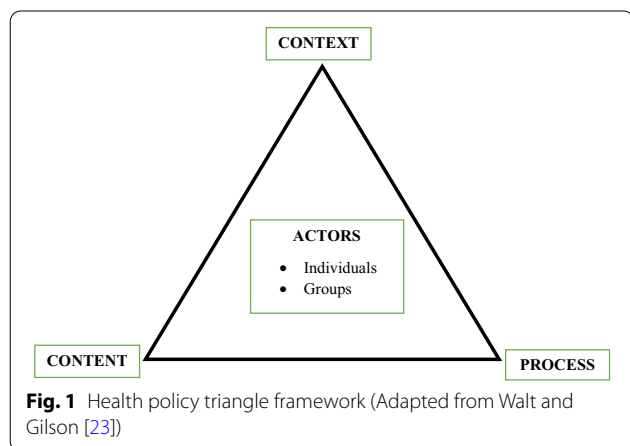 CONTEXT
ACTORS
• Individuals
• Groups
CONTENT
PROCESS
Fig. 1 Health policy triangle framework (Adapted from Walt and
Gilson [23])